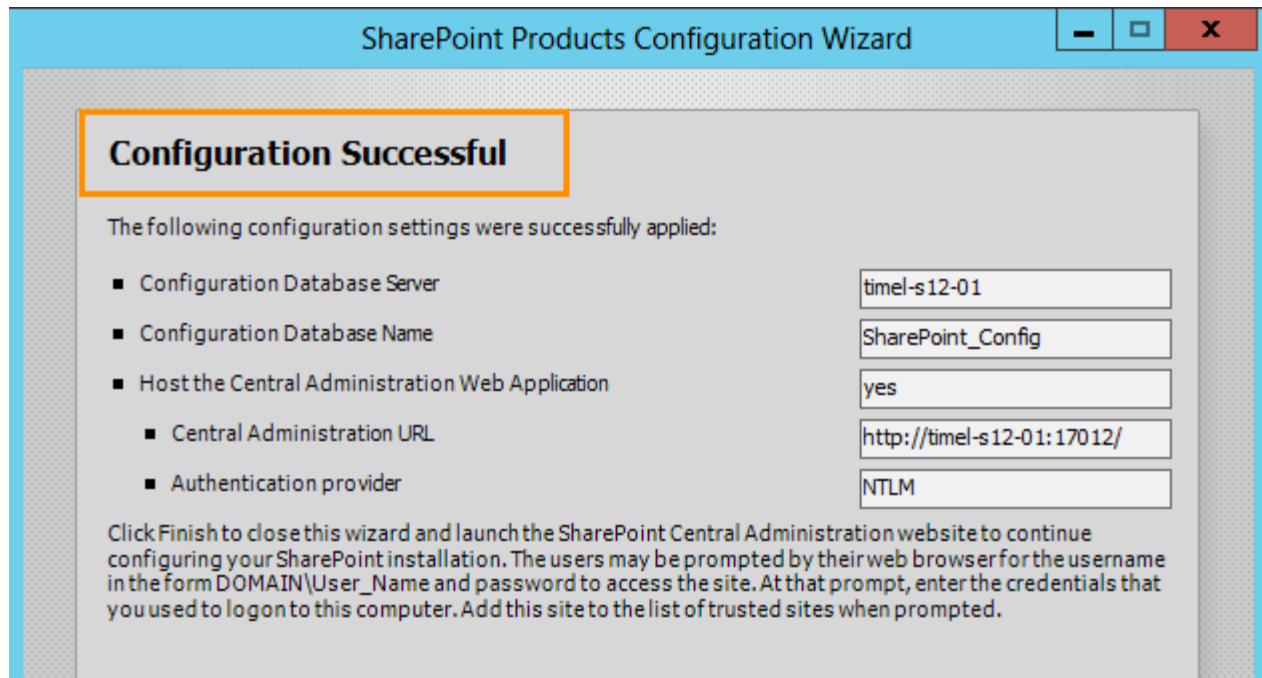 SharePoint Products Configuration Wizard
Configuration Successful
The following configuration settings were successfully applied:
Configuration Database Server timel-s12-01
Configuration Database Name SharePoint_Config
Host the Central Administration Web Application yes
Central Administration URL http://timel-s12-01:17012/
Authentication provider NTLM
Click Finish to close this wizard and launch the SharePoint Central Administration website to continue
configuring your SharePoint installation. The users may be prompted by their web browser for the username
in the form DOMAIN\User_Name and password to access the site. At that prompt, enter the credentials that
you used to logon to this computer. Add this site to the list of trusted sites when prompted.